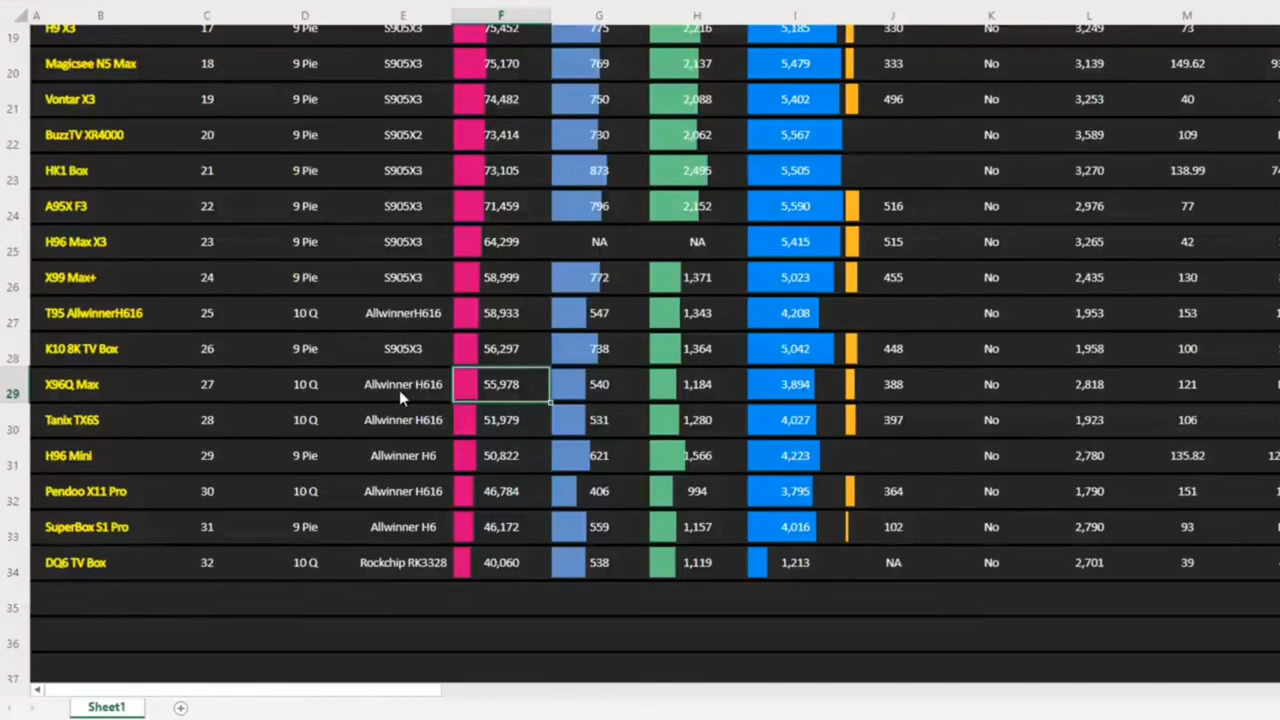 A B C D E F G H I J K L M
19 H9 X3 17 9 Pie S905X3 75,452 775 2,216 5,185 330 No 3,249 73
20 Magicsee N5 Max 18 9 Pie S905X3 75,170 769 2,137 5,479 333 No 3,139 149.62
21 Vontar X3 19 9 Pie S905X3 74,482 750 2,088 5,402 496 No 3,253 40
22 BuzzTV XR4000 20 9 Pie S905X2 73,414 730 2,062 5,567 No 3,589 109
23 HK1 Box 21 9 Pie S905X3 73,105 873 2,495 5,505 No 3,270 138.99
24 A95X F3 22 9 Pie S905X3 71,459 796 2,152 5,590 516 No 2,976 77
25 H96 Max X3 23 9 Pie S905X3 64,299 NA NA 5,415 515 No 3,265 42
26 X99 Max+ 24 9 Pie S905X3 58,999 772 1,371 5,023 455 No 2,435 130
27 T95 AllwinnerH616 25 10 Q AllwinnerH616 58,933 547 1,343 4,208 No 1,953 153
28 K10 8K TV Box 26 9 Pie S905X3 56,297 738 1,364 5,042 448 No 1,958 100
29 X96Q Max 27 10 Q Allwinner H616 55,978 540 1,184 3,894 388 No 2,818 121
30 Tanix TX6S 28 10 Q Allwinner H616 51,979 531 1,280 4,027 397 No 1,923 106
31 H96 Mini 29 9 Pie Allwinner H6 50,822 621 1,566 4,223 No 2,780 135.82
32 Pendoo X11 Pro 30 10 Q Allwinner H616 46,784 406 994 3,795 364 No 1,790 151
33 SuperBox S1 Pro 31 9 Pie Allwinner H6 46,172 559 1,157 4,016 102 No 2,790 93
34 DQ6 TV Box 32 10 Q Rockchip RK3328 40,060 538 1,119 1,213 NA No 2,701 39
35
36
37
Sheet1